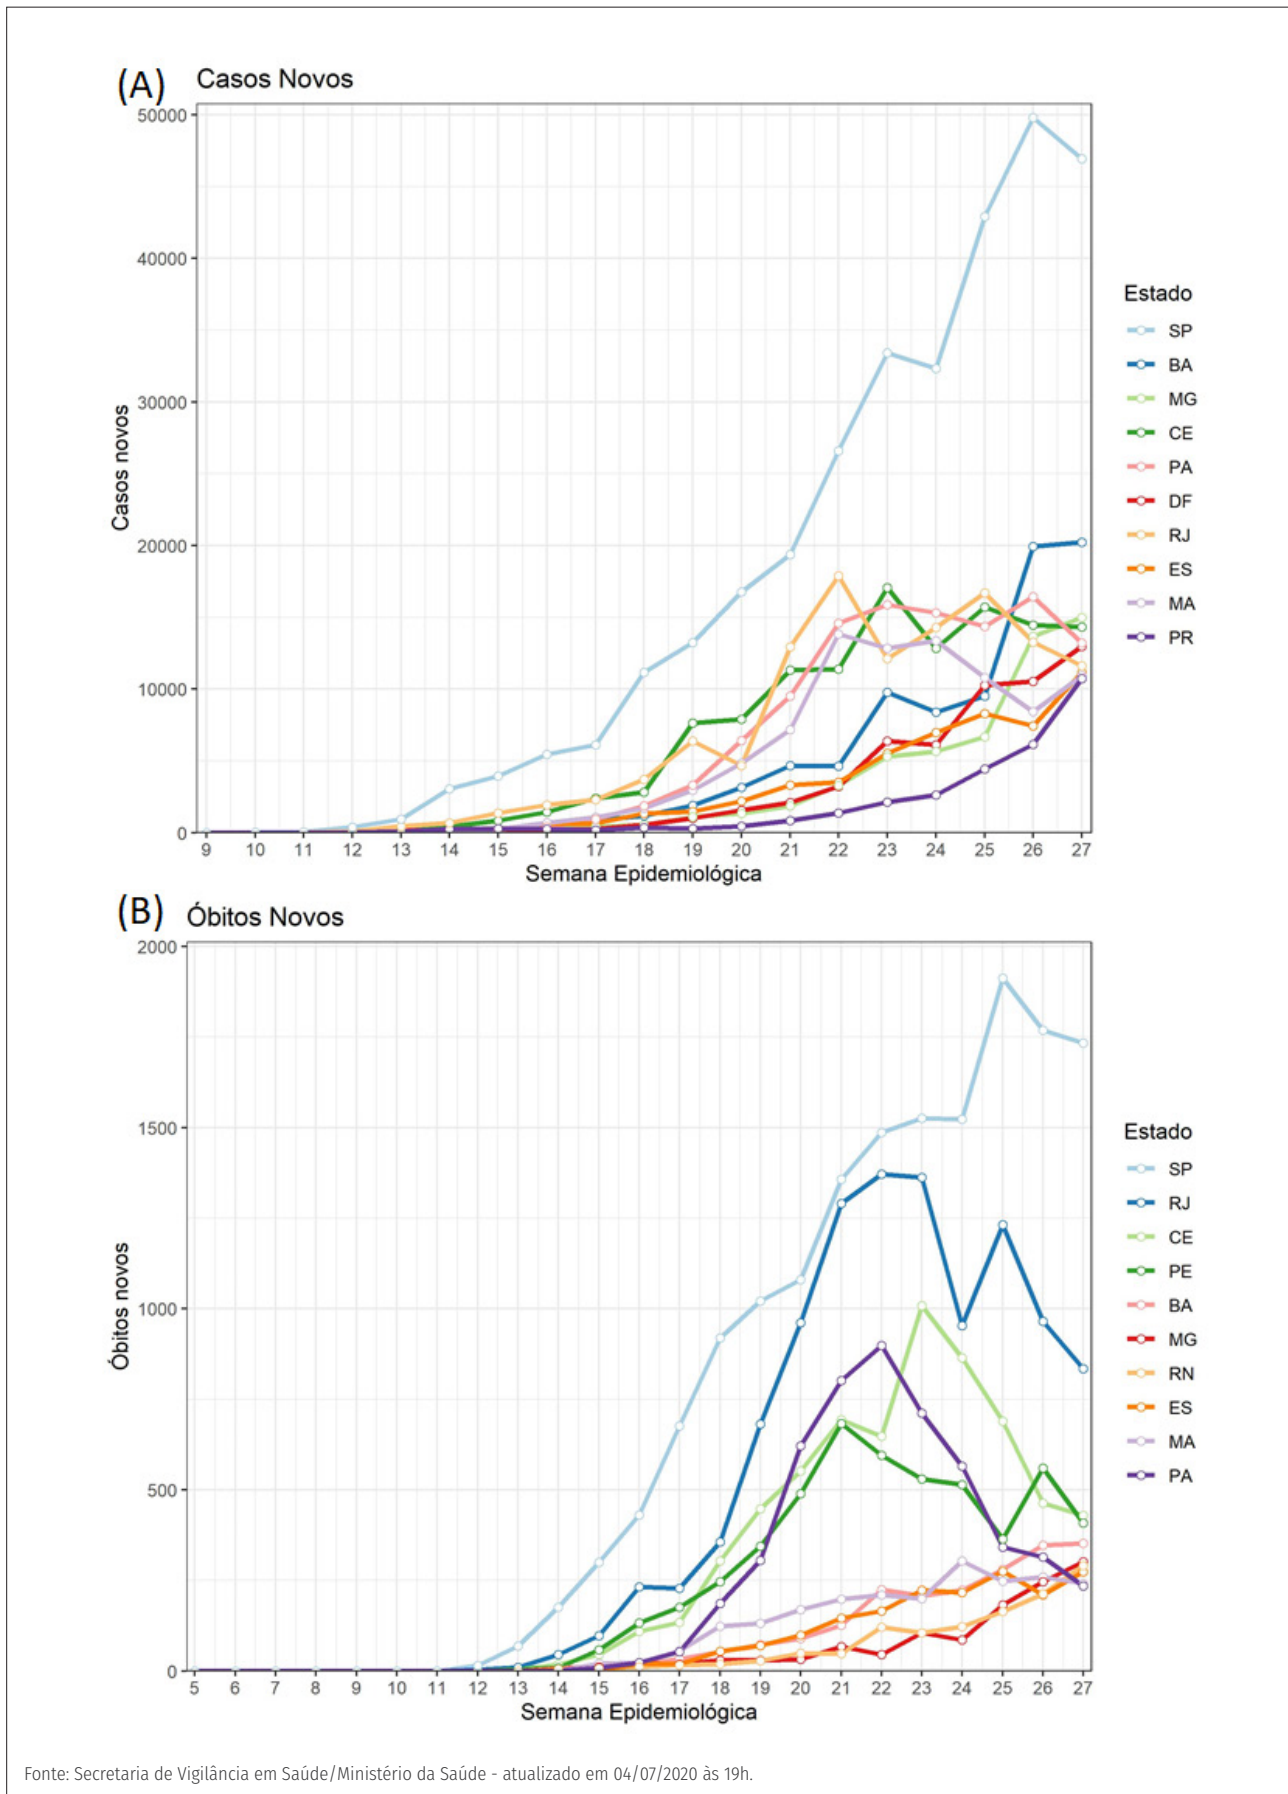 (A) Casos Novos
50000
40000
30000
20000
10000
0
Casos novos
9 10 11 12 13 14 15 16 17 18 19 20 21 22 23 24 25 26 27
Semana Epidemiológica
Estado
SP
BA
MG
CE
PA
DF
RJ
ES
MA
PR
(B) Óbitos Novos
2000
1500
1000
500
0
Óbitos novos
5 6 7 8 9 10 11 12 13 14 15 16 17 18 19 20 21 22 23 24 25 26 27
Semana Epidemiológica
Estado
SP
RJ
CE
PE
BA
MG
RN
ES
MA
PA
Fonte: Secretaria de Vigilância em Saúde/Ministério da Saúde - atualizado em 04/07/2020 às 19h.